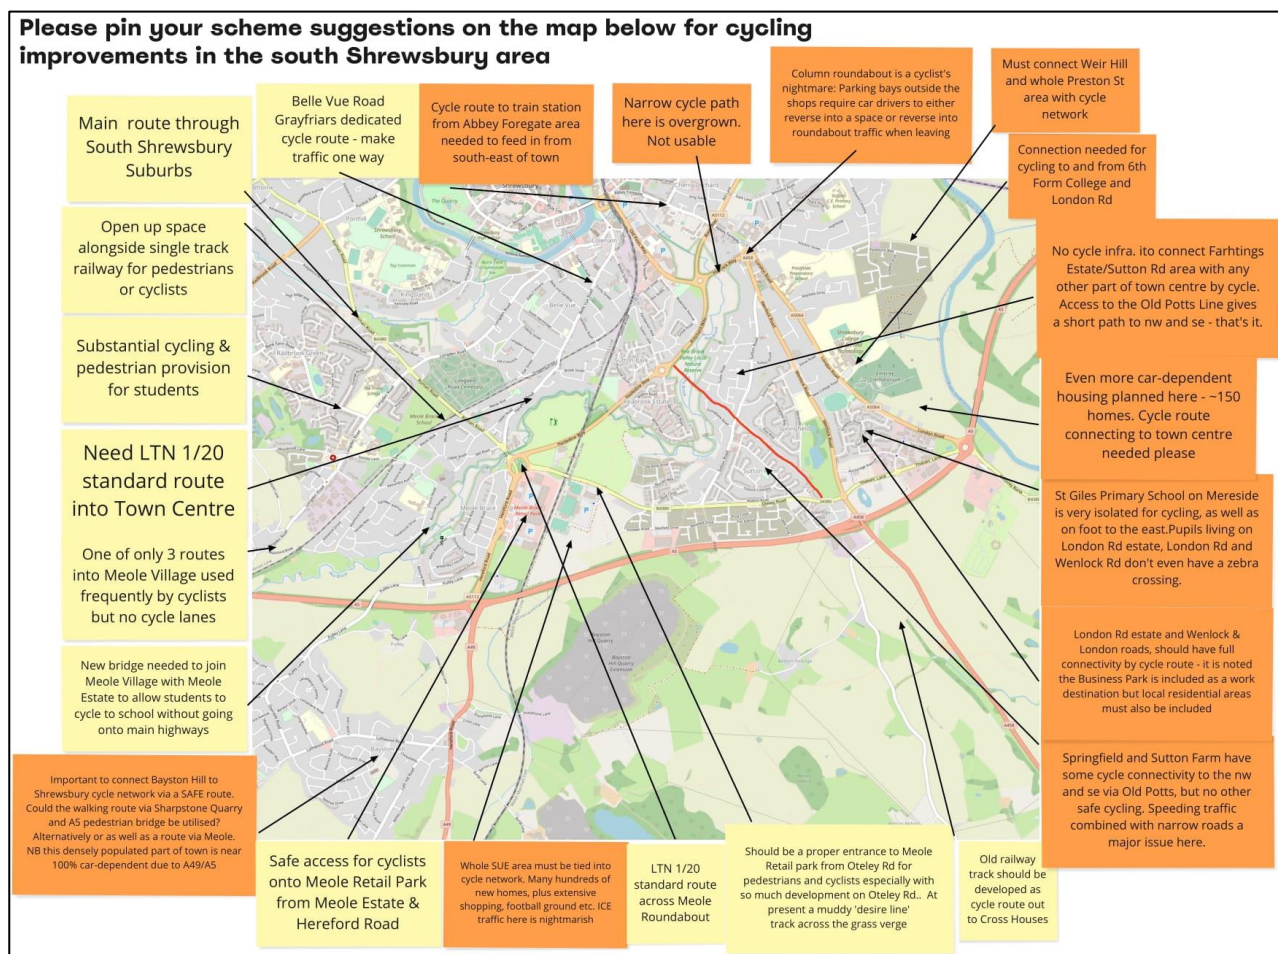 Please pin your scheme suggestions on the map below for cycling
improvements in the south Shrewsbury area
Main route through
South Shrewsbury
Suburbs
Belle Vue Road
Grayfriars dedicated
cycle route - make
traffic one way
Cycle route to train station
from Abbey Foregate area
needed to feed in from
south-east of town
Narrow cycle path
here is overgrown.
Not usable
Column roundabout is a cyclist's
nightmare: Parking bays outside the
shops require car drivers to either
reverse into a space or reverse into
roundabout traffic when leaving
Must connect Weir Hill
and whole Preston St
area with cycle
network
Connection needed for
cycling to and from 6th
Form College and
London Rd
Open up space
alongside single track
railway for pedestrians
or cyclists
No cycle infra. ito connect Farhtings
Estate/Sutton Rd area with any
other part of town centre by cycle.
Access to the Old Potts Line gives
a short path to nw and se - that's it.
Substantial cycling &
pedestrian provision
for students
Even more car-dependent
housing planned here - ~150
homes. Cycle route
connecting to town centre
needed please
Need LTN 1/20
standard route
into Town Centre
St Giles Primary School on Mereside
is very isolated for cycling, as well as
on foot to the east.Pupils living on
London Rd estate, London Rd and
Wenlock Rd don't even have a zebra
crossing.
One of only 3 routes
into Meole Village used
frequently by cyclists
but no cycle lanes
London Rd estate and Wenlock &
London roads, should have full
connectivity by cycle route - it is noted
the Business Park is included as a work
destination but local residential areas
must also be included
New bridge needed to join
Meole Village with Meole
Estate to allow students to
cycle to school without going
onto main highways
Springfield and Sutton Farm have
some cycle connectivity to the nw
and se via Old Potts, but no other
safe cycling. Speeding traffic
combined with narrow roads a
major issue here.
Important to connect Bayston Hill to
Shrewsbury cycle network via a SAFE route.
Could the walking route via Sharpstone Quarry
and A5 pedestrian bridge be utilised?
Alternatively or as well as a route via Meole.
NB this densely populated part of town is near
100% car-dependent due to A49/A5
Safe access for cyclists
onto Meole Retail Park
from Meole Estate &
Hereford Road
Whole SUE area must be tied into
cycle network. Many hundreds of
new homes, plus extensive
shopping, football ground etc. ICE
traffic here is nightmarish
LTN 1/20
standard route
across Meole
Roundabout
Should be a proper entrance to Meole
Retail park from Oteley Rd for
pedestrians and cyclists especially with
so much development on Oteley Rd.. At
present a muddy 'desire line'
track across the grass verge
Old railway
track should be
developed as
cycle route out
to Cross Houses
Shrewsbury
Porthill
Coleham
Kingsland
Belle Vue
Radbrook Green
Meole Brace
Sutton
Bayston Hill
Bayston
Hill Quarry
Extension